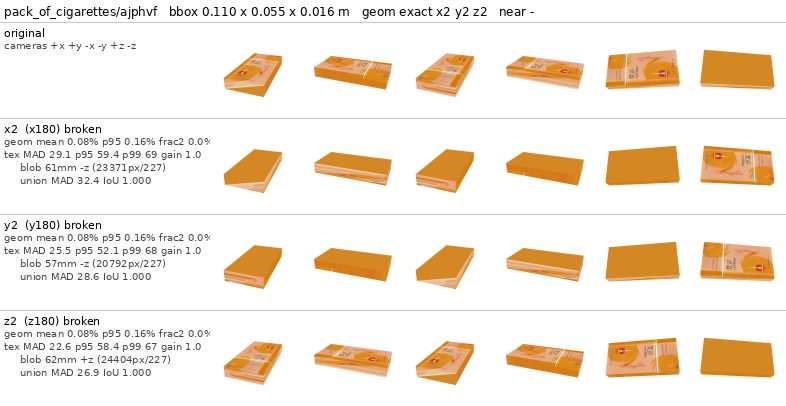 pack_of_cigarettes/ajphvf   bbox 0.110 x 0.055 x 0.016 m   geom exact x2 y2 z2   near -
original
cameras +x +y -x -y +z -z
x2  (x180) broken
geom mean 0.08% p95 0.16% frac2 0.0%
tex MAD 29.1 p95 59.4 p99 69 gain 1.0
blob 61mm -z (23371px/227)
union MAD 32.4 IoU 1.000
y2  (y180) broken
geom mean 0.08% p95 0.16% frac2 0.0%
tex MAD 25.5 p95 52.1 p99 68 gain 1.0
blob 57mm -z (20792px/227)
union MAD 28.6 IoU 1.000
z2  (z180) broken
geom mean 0.08% p95 0.16% frac2 0.0%
tex MAD 22.6 p95 58.4 p99 67 gain 1.0
blob 62mm +z (24404px/227)
union MAD 26.9 IoU 1.000